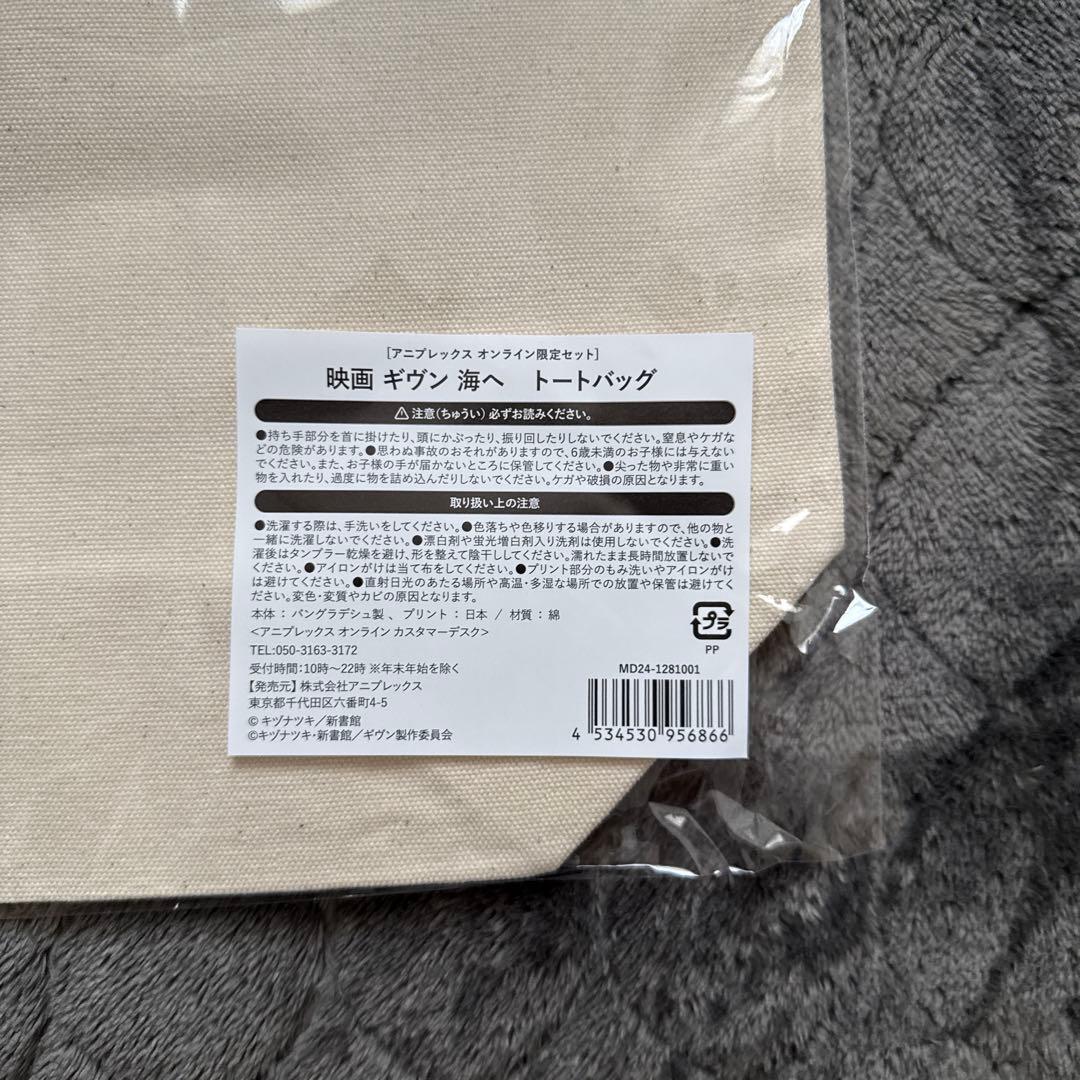 [アニプレックス オンライン限定セット]
映画 ギヴン 海へ　トートバッグ
⚠注意(ちゅうい) 必ずお読みください。
●持ち手部分を首に掛けたり、頭にかぶったり、振り回したりしないでください。窒息やケガな
どの危険があります。●思わぬ事故のおそれがありますので、6歳未満のお子様には与えない
でください。また、お子様の手が届かないところに保管してください。●尖った物や非常に重い
物を入れたり、過度に物を詰め込んだりしないでください。ケガや破損の原因となります。
取り扱い上の注意
●洗濯する際は、手洗いをしてください。●色落ちや色移りする場合がありますので、他の物と
一緒に洗濯しないでください。●漂白剤や蛍光増白剤入り洗剤は使用しないでください。●洗
濯後はタンブラー乾燥を避け、形を整えて陰干ししてください。濡れたまま長時間放置しないで
ください。●アイロンがけは当て布をしてください。●プリント部分のもみ洗いやアイロンがけ
は避けてください。●直射日光のあたる場所や高温・多湿な場所での放置や保管は避けてく
ださい。変色・変質やカビの原因となります。
本体：バングラデシュ製、プリント：日本 / 材質：綿
<アニプレックス オンライン カスタマーデスク>
TEL:050-3163-3172
受付時間：10時〜22時 ※年末年始を除く
【発売元】株式会社アニプレックス
東京都千代田区六番町4-5
© キヅナツキ／新書館
©キヅナツキ・新書館／ギヴン製作委員会
プラ
PP
MD24-1281001
4 534530 956866